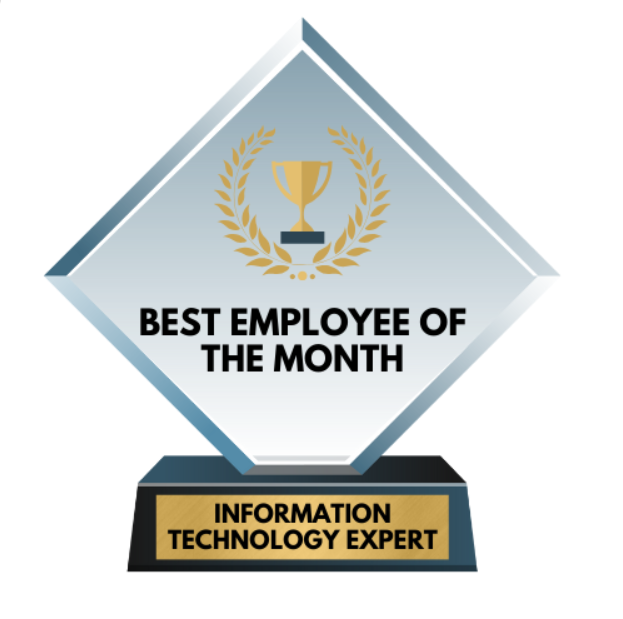 BEST EMPLOYEE OF
THE MONTH
INFORMATION
TECHNOLOGY EXPERT